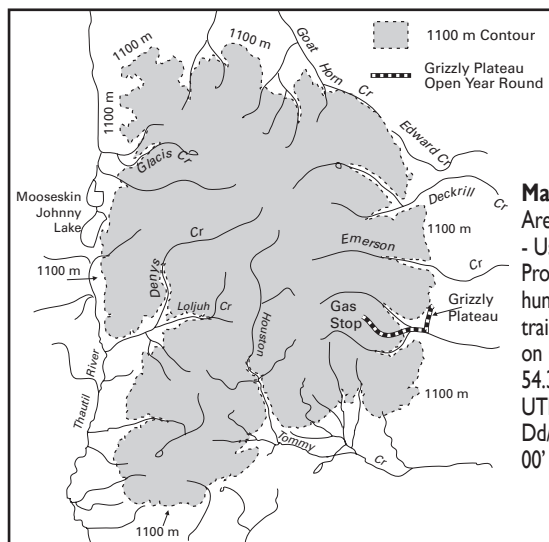 1100 m
1100 m
1100 m
Goat
Horn
Cr
1100 m Contour
Grizzly Plateau
Open Year Round
Edward Cr
Glacis Cr
Mooseskin
Johnny
Lake
Deckrill
Cr
1100 m
Emerson
Cr
Cr
Denys
Loljuh Cr
Houston
Gas
Stop
Grizzly
Plateau
1100 m
Thautil River
1100 m
Tommy
Cr
1100 m
Ma
Are
- U
Pro
hun
trai
on
54.3
UT
Dd/
00'